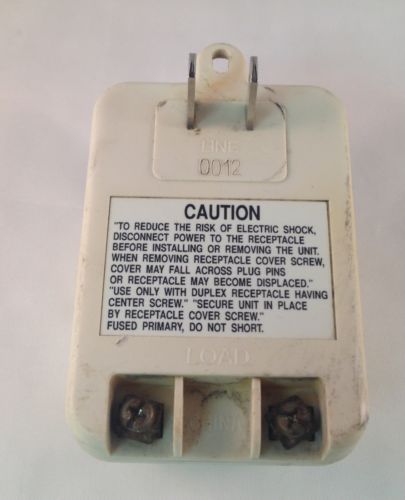 LINE
0012
CAUTION
"TO REDUCE THE RISK OF ELECTRIC SHOCK,
DISCONNECT POWER TO THE RECEPTACLE
BEFORE INSTALLING OR REMOVING THE UNIT.
WHEN REMOVING RECEPTACLE COVER SCREW,
COVER MAY FALL ACROSS PLUG PINS
OR RECEPTACLE MAY BECOME DISPLACED."
"USE ONLY WITH DUPLEX RECEPTACLE HAVING
CENTER SCREW." "SECURE UNIT IN PLACE
BY RECEPTACLE COVER SCREW."
FUSED PRIMARY, DO NOT SHORT.
LOAD